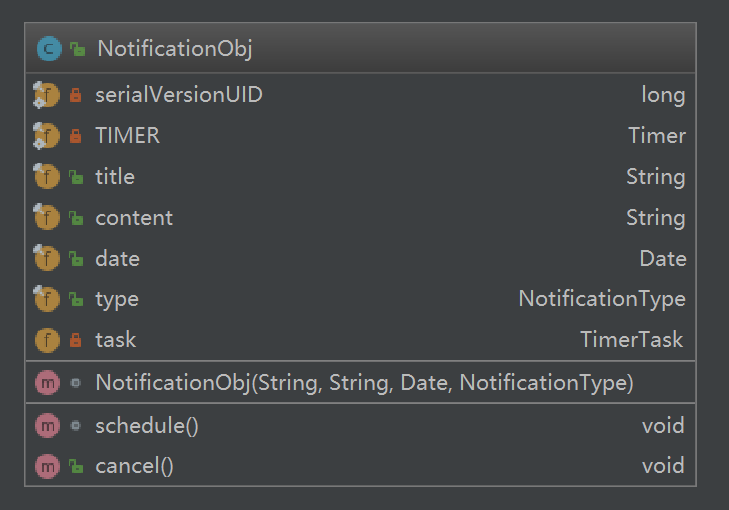 NotificationObj
serialVersionUID long
TIMER Timer
title String
content String
date Date
type NotificationType
task TimerTask
NotificationObj(String, String, Date, NotificationType)
schedule() void
cancel() void